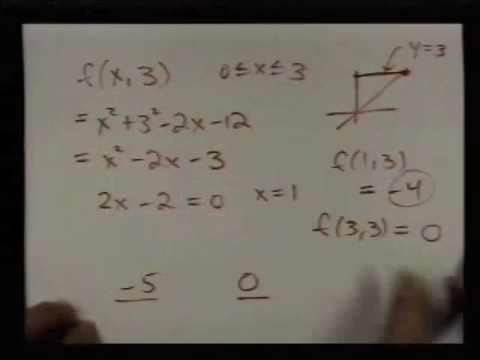 f(x,3) 0≤x≤3
y=3
= x² + 3² - 2x - 12
= x² - 2x - 3
f(1,3)
= -4
2x - 2 = 0 x=1
f(3,3) = 0
-5 0